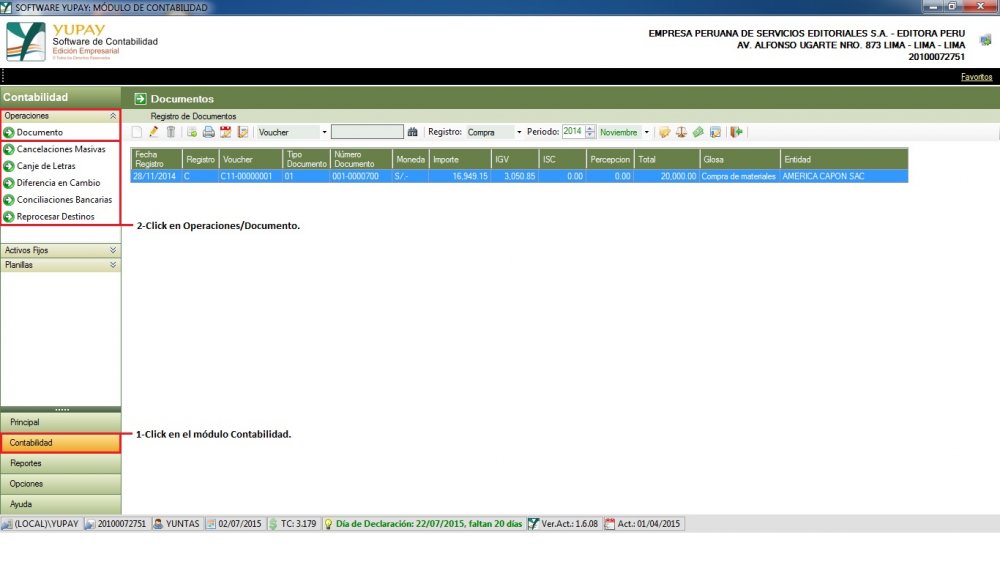 SOFTWARE YUPAY: MÓDULO DE CONTABILIDAD
YUPAY
Software de Contabilidad
Edición Empresarial
© Todos los Derechos Reservados
EMPRESA PERUANA DE SERVICIOS EDITORIALES S.A. - EDITORA PERU
AV. ALFONSO UGARTE NRO. 873 LIMA - LIMA - LIMA
20100072751
Favoritos
Contabilidad
Operaciones
Documento
Cancelaciones Masivas
Canje de Letras
Diferencia en Cambio
Conciliaciones Bancarias
Reprocesar Destinos
Activos Fijos
Planillas
Documentos
Registro de Documentos
Voucher Registro: Compra Periodo: 2014 Noviembre
Fecha Registro Registro Voucher Tipo Documento Número Documento Moneda Importe IGV ISC Percepcion Total Glosa Entidad
28/11/2014 C C11-00000001 01 001-0000700 S/.- 16,949.15 3,050.85 0.00 0.00 20,000.00 Compra de materiales AMERICA CAPON SAC
2-Click en Operaciones/Documento.
1-Click en el módulo Contabilidad.
Principal
Contabilidad
Reportes
Opciones
Ayuda
(LOCAL)\YUPAY 20100072751 YUNTAS 02/07/2015 TC: 3.179 Día de Declaración: 22/07/2015, faltan 20 días Ver.Act.: 1.6.08 Act.: 01/04/2015